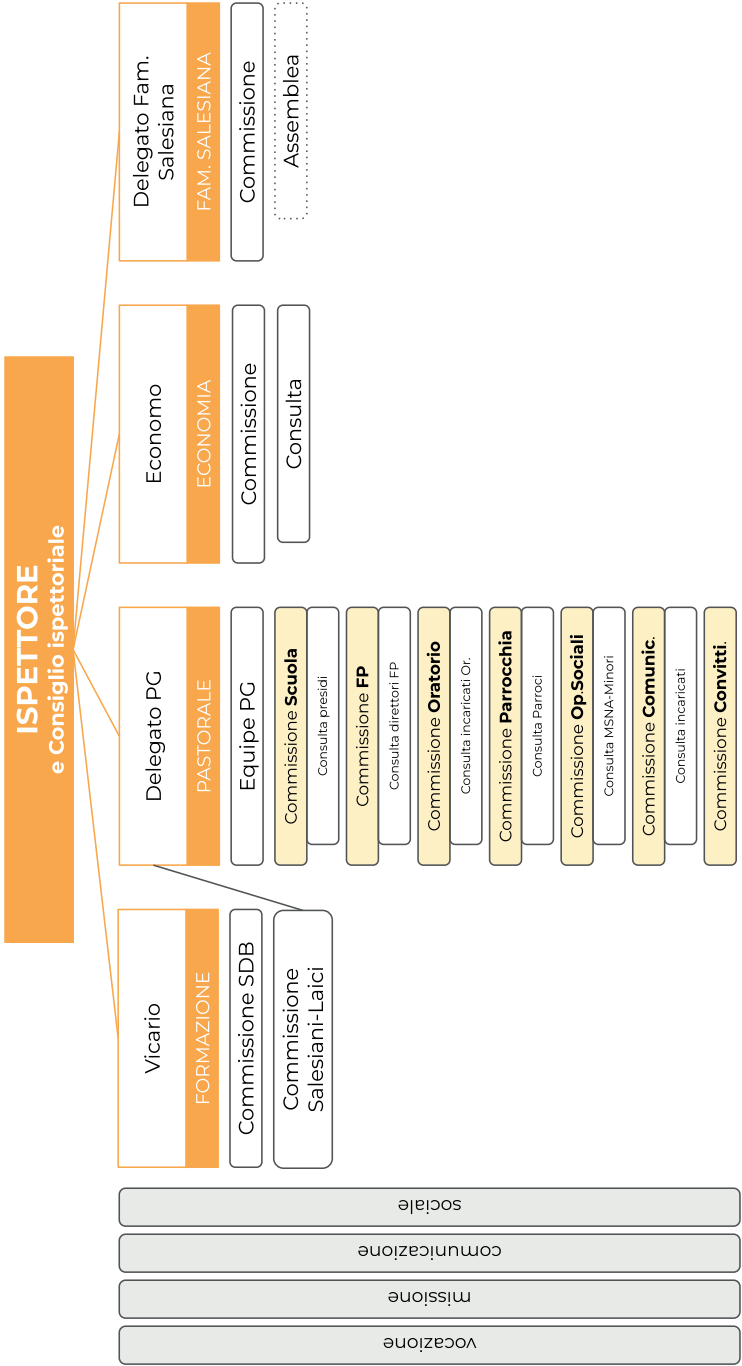 ISPETTORE
e Consiglio ispettoriale
vocazione
missione
comunicazione
sociale
Vicario
FORMAZIONE
Commissione SDB
Commissione
Salesiani-Laici
Delegato PG
PASTORALE
Equipe PG
Commissione Scuola
Consulta presidi
Commissione FP
Consulta direttori FP
Commissione Oratorio
Consulta incaricati Or.
Commissione Parrocchia
Consulta Parroci
Commissione Op.Sociali
Consulta MSNA-Minori
Commissione Comunic.
Consulta incaricati
Commissione Convitti.
Economo
ECONOMIA
Commissione
Consulta
Delegato Fam.
Salesiana
FAM. SALESIANA
Commissione
Assemblea